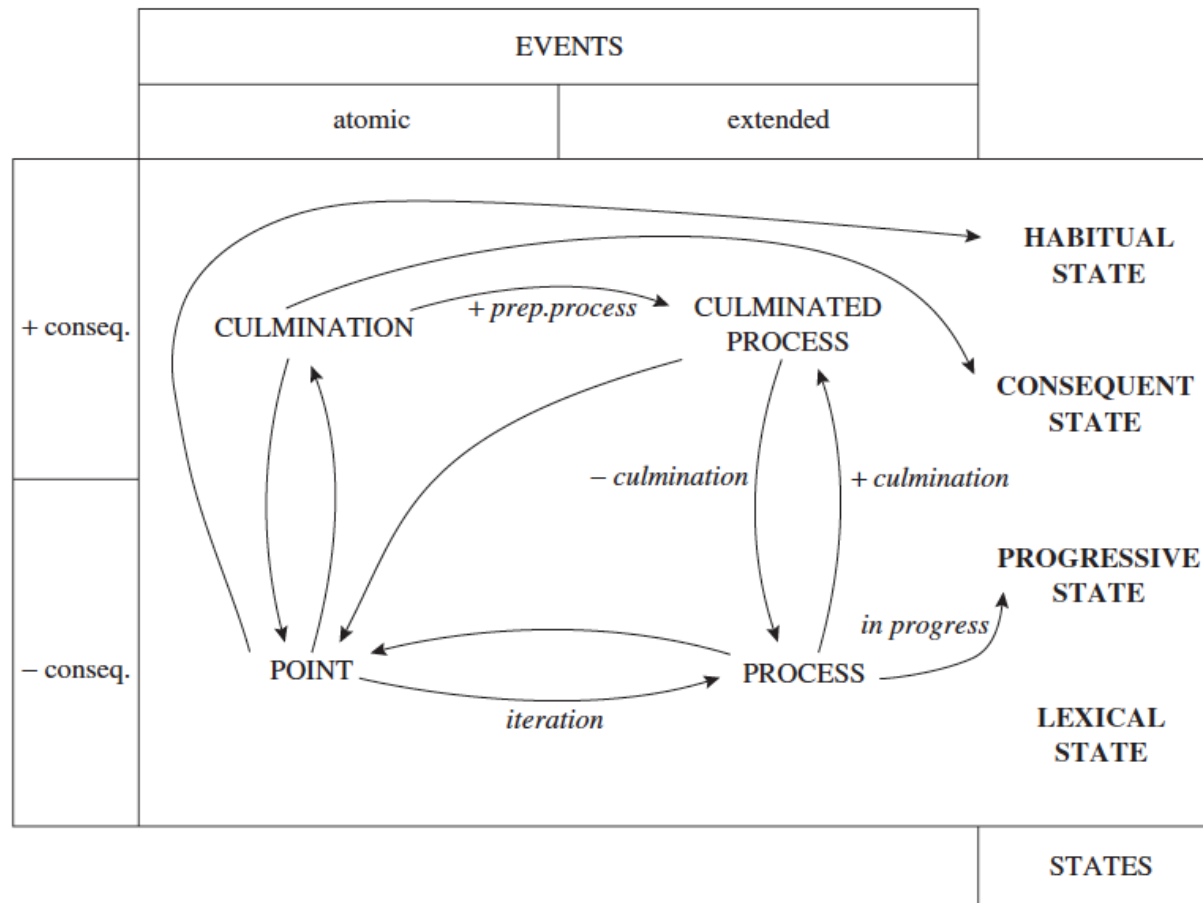 EVENTS
atomic
extended
+ conseq.
– conseq.
HABITUAL
STATE
CULMINATION
+ prep.process
CULMINATED
PROCESS
CONSEQUENT
STATE
– culmination
+ culmination
PROGRESSIVE
STATE
in progress
POINT
PROCESS
iteration
LEXICAL
STATE
STATES